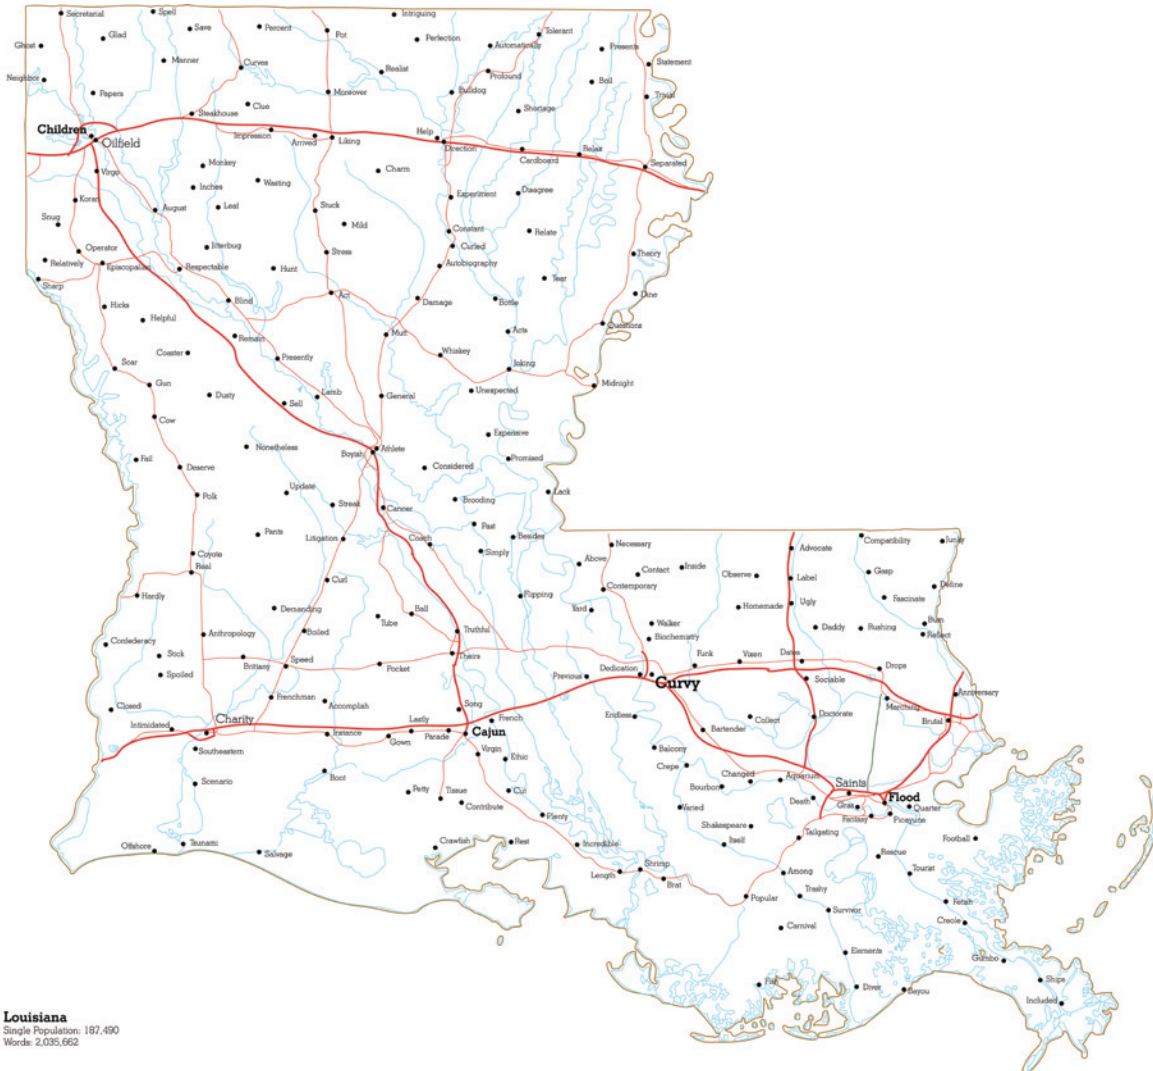 Secretarial
Spell
Intriguing
Glad
Save
Percent
Pot
Tolerant
Perfection
Ghost
Automatically
Presents
Manner
Curves
Realist
Statement
Neighbor
Profound
Papers
Moreover
Bulldog
Boll
Trivial
Clue
Shortage
Steakhouse
Children
Impression
Arrived
Liking
Help
Direction
Oilfield
Cardboard
Relax
Separated
Monkey
Virgo
Charm
Inches
Wasting
Experiment
Disagree
Koran
August
Leaf
Stuck
Snug
Mild
Constant
Relate
Operator
Jitterbug
Stress
Curled
Theory
Relatively
Episcopalian
Respectable
Hunt
Autobiography
Tear
Sharp
Hicks
Blind
Act
Damage
Bottle
Dine
Helpful
Remain
Mutt
Acts
Questions
Coaster
Presently
Whiskey
Soar
Joking
Gun
Midnight
Dusty
Sell
Lamb
General
Unexpected
Cow
Expensive
Nonetheless
Athlete
Boyish
Fail
Deserve
Considered
Promised
Polk
Update
Streak
Brooding
Lack
Cancer
Past
Pants
Litigation
Coach
Besides
Necessary
Advocate
Compatibility
Junky
Coyote
Simply
Above
Real
Contact
Inside
Observe
Label
Gasp
Curl
Contemporary
Define
Hardly
Flipping
Yard
Homemade
Ugly
Fascinate
Demanding
Tube
Ball
Walker
Daddy
Rushing
Burn
Confederacy
Anthropology
Boiled
Truthful
Biochemistry
Reflect
Stick
Brittany
Speed
Pocket
Theirs
Funk
Vixen
Dates
Drops
Spoiled
Previous
Dedication
Curvy
Sociable
Anniversary
Closed
Frenchman
Accomplish
Song
Marching
Intimidated
Charity
Lastly
French
Endless
Collect
Doctorate
Brutal
Instance
Gown
Parade
Cajun
Bartender
Southeastern
Virgin
Ethic
Balcony
Crepe
Scenario
Boot
Changed
Aquarium
Petty
Tissue
Cut
Bourbon
Saints
Flood
Contribute
Varied
Death
Gras
Quarter
Plenty
Fantasy
Picayune
Shakespeare
Offshore
Tsunami
Salvage
Crawfish
Rest
Incredible
Itself
Tailgating
Football
Rescue
Length
Shrimp
Brat
Among
Tourist
Popular
Trashy
Survivor
Fetish
Carnival
Creole
Elements
Gumbo
Diver
Bayou
Ships
Included
Louisiana
Single Population: 187,490
Words: 2,035,662